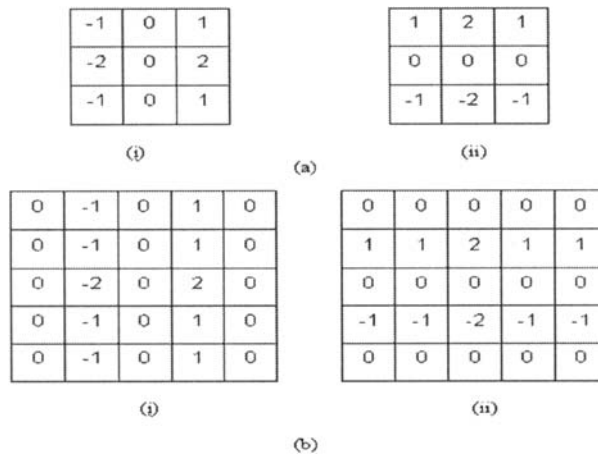 -1 0 1 1 2 1
-2 0 2 0 0 0
-1 0 1 -1 -2 -1
(i) (ii)
(a)
0 -1 0 1 0 0 0 0 0 0
0 -1 0 1 0 1 1 2 1 1
0 -2 0 2 0 0 0 0 0 0
0 -1 0 1 0 -1 -1 -2 -1 -1
0 -1 0 1 0 0 0 0 0 0
(i) (ii)
(b)